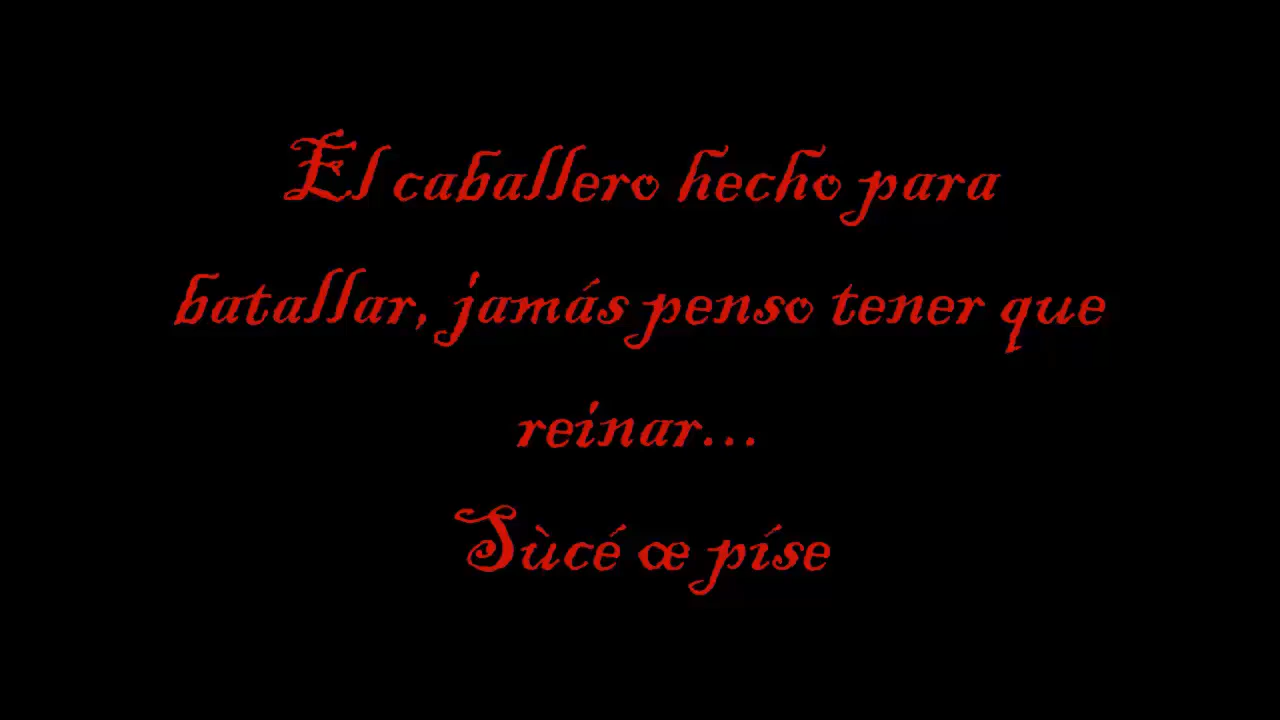 El caballero hecho para
batallar, jamás penso tener que
reinar...
Sùcé œ píse